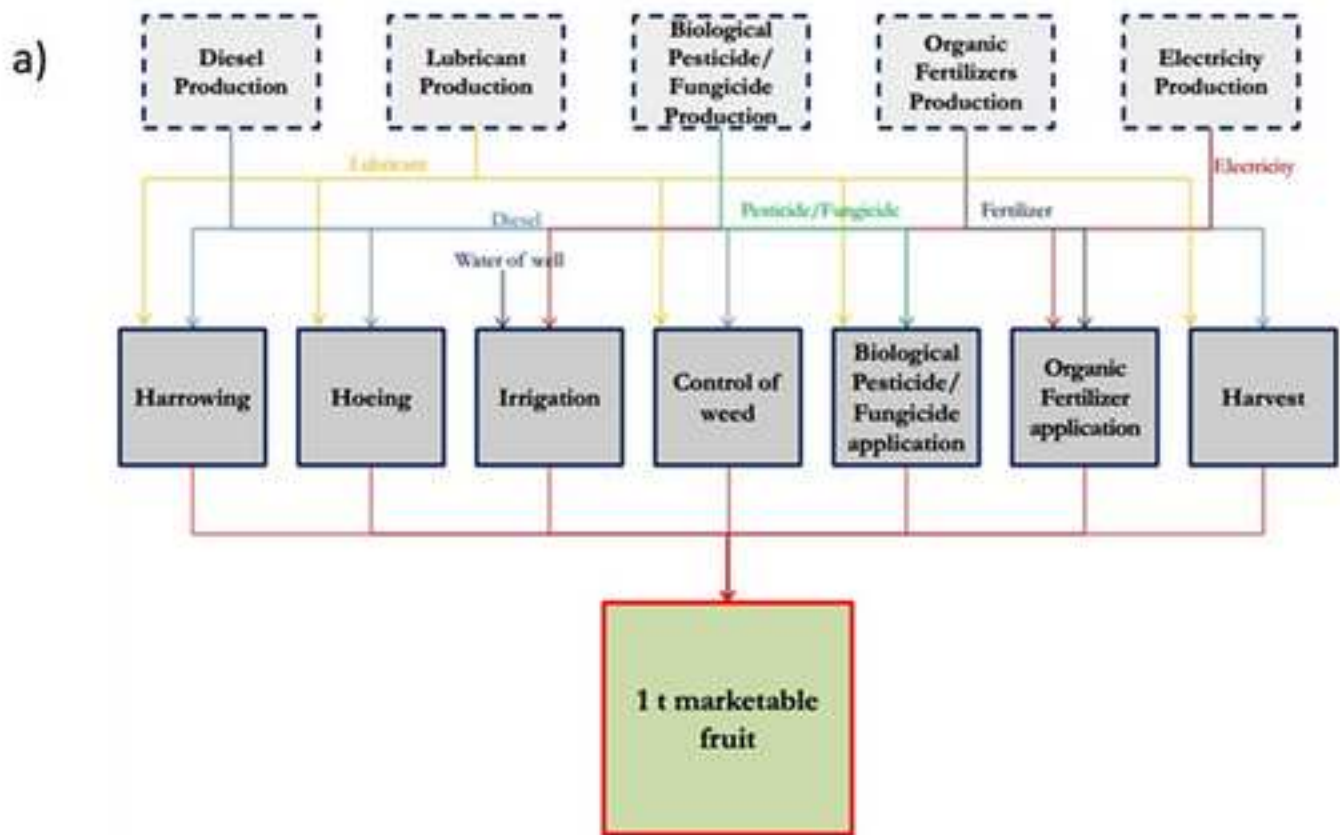 a)
Diesel
Production
Lubricant
Production
Biological
Pesticide/
Fungicide
Production
Organic
Fertilizers
Production
Electricity
Production
Lubricant
Electricity
Diesel
Pesticide/Fungicide
Fertilizer
Water of well
Harrowing
Hoeing
Irrigation
Control of
weed
Biological
Pesticide/
Fungicide
application
Organic
Fertilizer
application
Harvest
1 t marketable
fruit